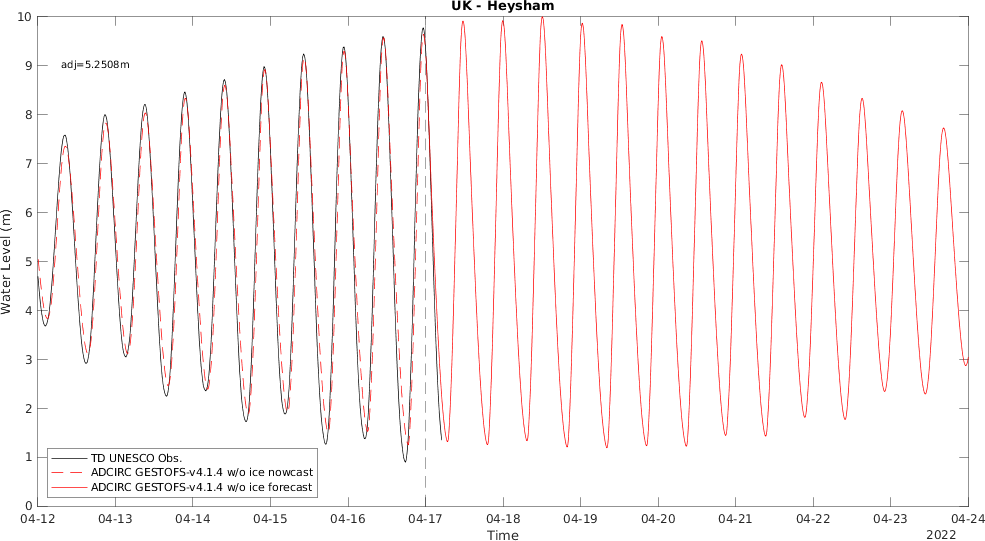 UK - Heysham
10
9
8
7
6
5
4
3
2
1
0
Water Level (m)
adj=5.2508m
TD UNESCO Obs.
ADCIRC GESTOFS-v4.1.4 w/o ice nowcast
ADCIRC GESTOFS-v4.1.4 w/o ice forecast
04-12 04-13 04-14 04-15 04-16 04-17 04-18 04-19 04-20 04-21 04-22 04-23 04-24
Time
2022